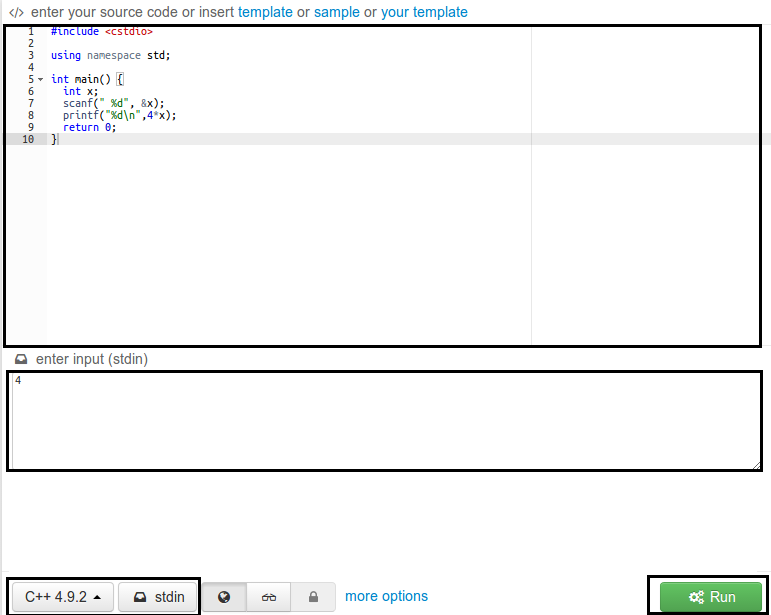 </> enter your source code or insert template or sample or your template
1 #include <cstdio>
2
3 using namespace std;
4
5 int main() {
6 int x;
7 scanf(" %d", &x);
8 printf("%d\n",4*x);
9 return 0;
10 }
enter input (stdin)
4
C++ 4.9.2 stdin more options Run